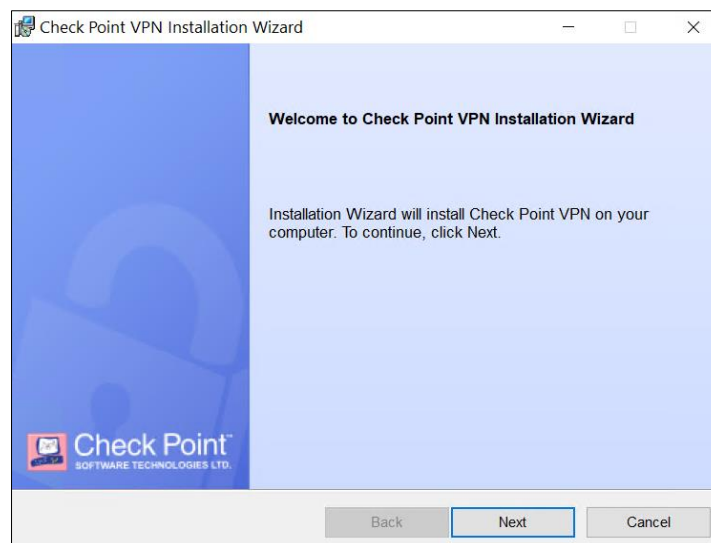 Check Point VPN Installation Wizard
Welcome to Check Point VPN Installation Wizard
Installation Wizard will install Check Point VPN on your
computer. To continue, click Next.
Check Point™
SOFTWARE TECHNOLOGIES LTD.
Back Next Cancel